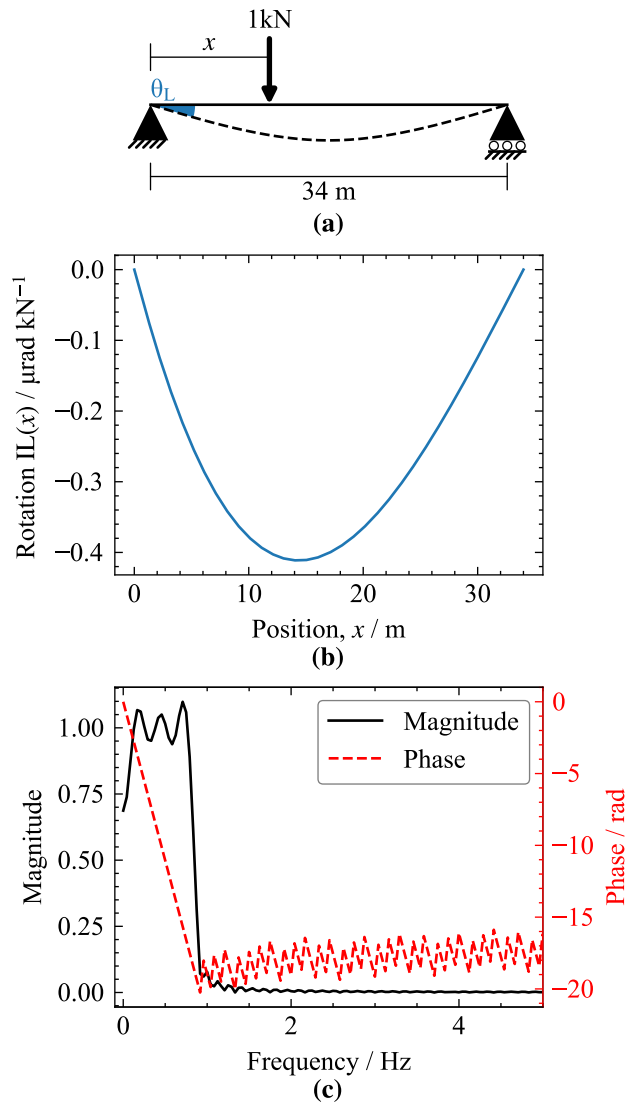 1kN
x
θL
34 m
(a)
0.0
−0.1
−0.2
−0.3
−0.4
Rotation IL(x) / μrad kN⁻¹
0 10 20 30
Position, x / m
(b)
1.00
0.75
0.50
0.25
0.00
Magnitude
Magnitude
Phase
0
−5
−10
−15
−20
Phase / rad
0 2 4
Frequency / Hz
(c)